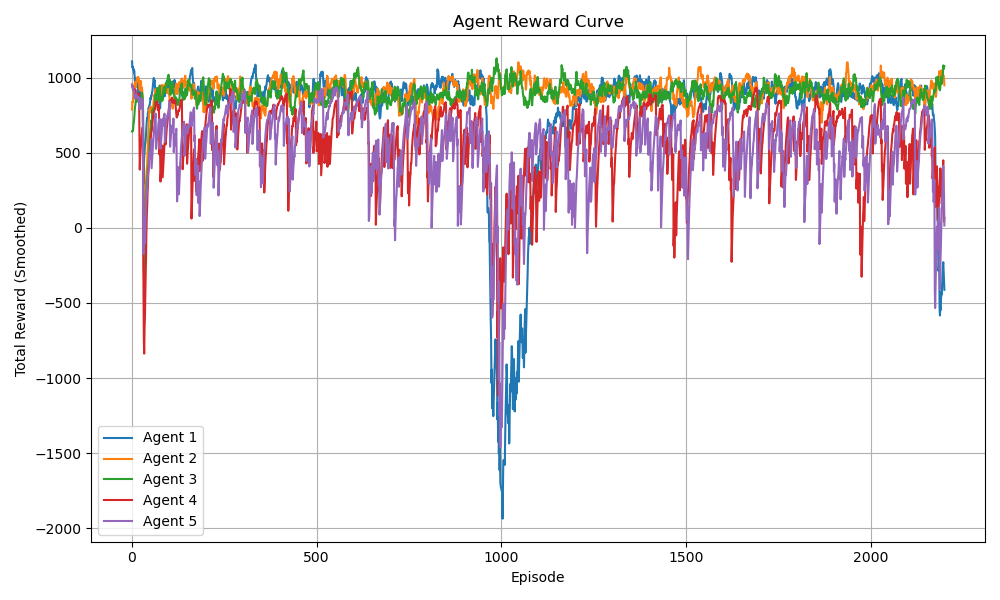 Agent Reward Curve
Total Reward (Smoothed)
1000
500
0
−500
−1000
−1500
−2000
Agent 1
Agent 2
Agent 3
Agent 4
Agent 5
0 500 1000 1500 2000
Episode